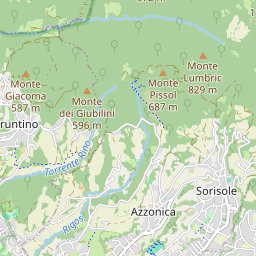 Monte
Lumbric
829 m
Monte
Pissol
687 m
Monte
Giacoma
587 m
Monte
dei Giubilini
596 m
runtino
Torrente Rino
Sorisole
Azzonica
Rigos